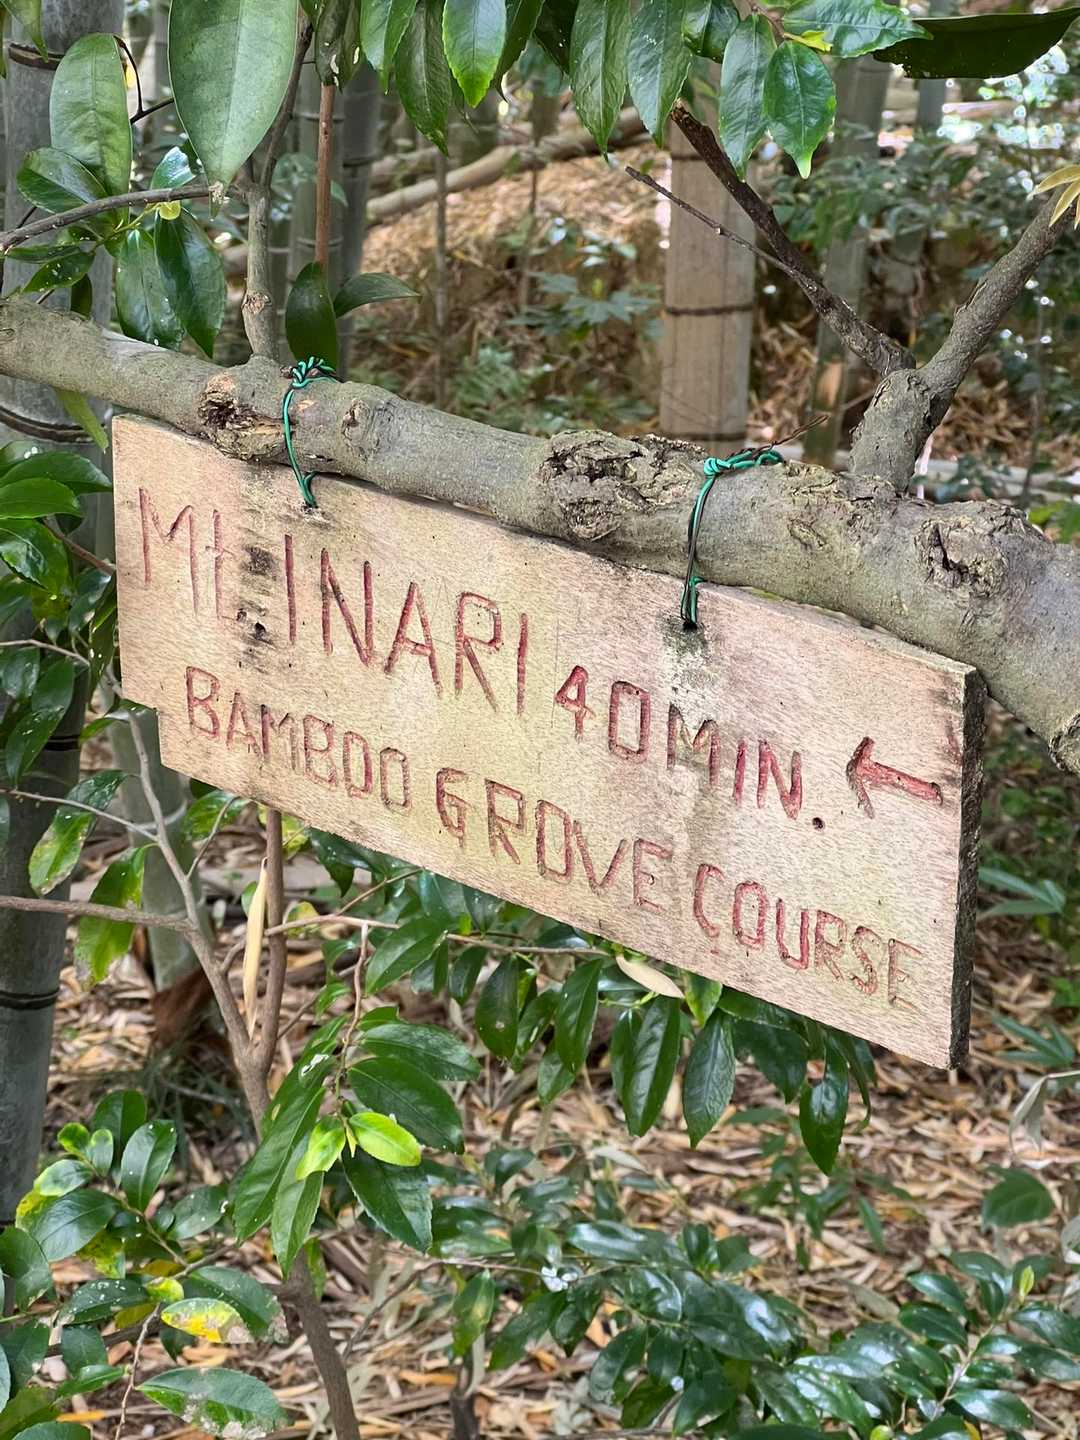 Mt. INARI 40MIN. ←
BAMBOO GROVE COURSE